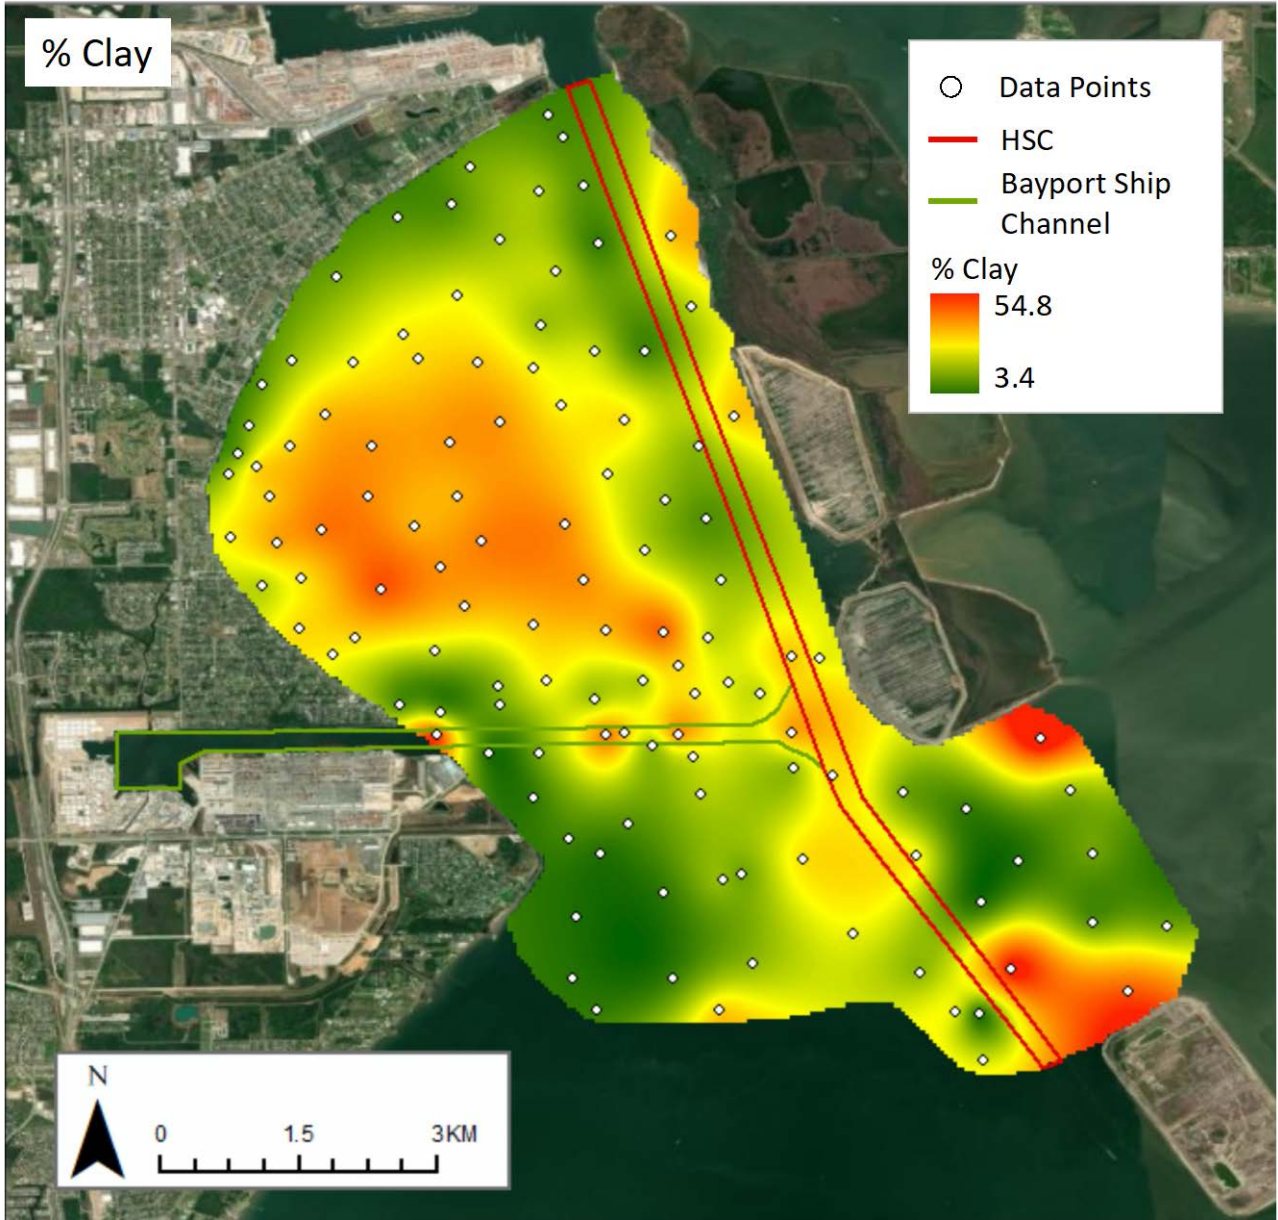 % Clay
Data Points
HSC
Bayport Ship
Channel
% Clay
54.8
3.4
N
0 1.5 3KM